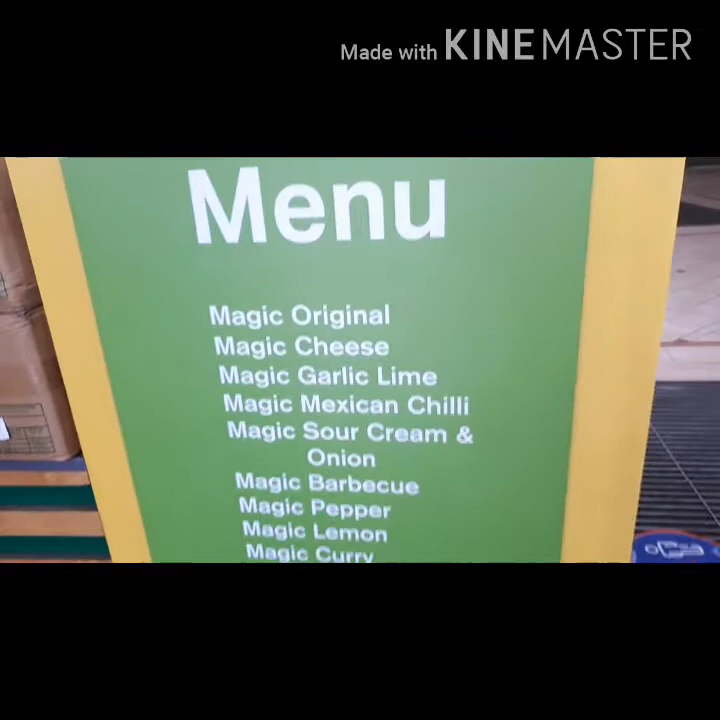 Made with KINEMASTER
Menu
Magic Original
Magic Cheese
Magic Garlic Lime
Magic Mexican Chilli
Magic Sour Cream &
Onion
Magic Barbecue
Magic Pepper
Magic Lemon
Magic Curry